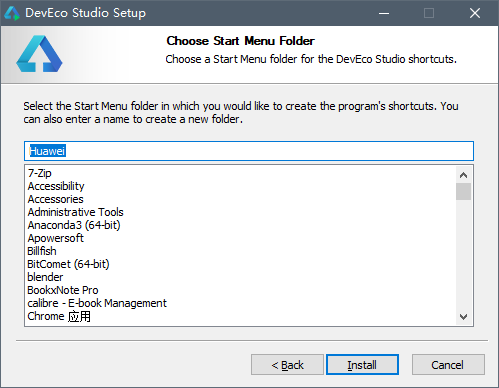 DevEco Studio Setup
Choose Start Menu Folder
Choose a Start Menu folder for the DevEco Studio shortcuts.
Select the Start Menu folder in which you would like to create the program's shortcuts. You
can also enter a name to create a new folder.
Huawei
7-Zip
Accessibility
Accessories
Administrative Tools
Anaconda3 (64-bit)
Apowersoft
Billfish
BitComet (64-bit)
blender
BookxNote Pro
calibre - E-book Management
Chrome 应用
< Back
Install
Cancel